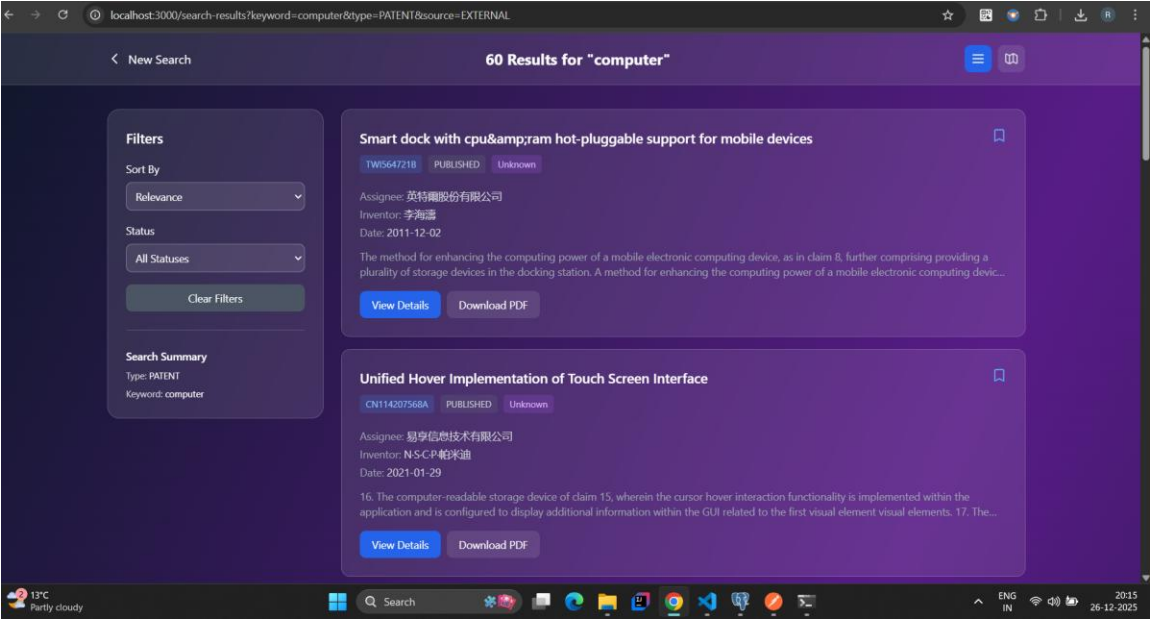 localhost:3000/search-results?keyword=computer&type=PATENT&source=EXTERNAL
R
New Search
60 Results for "computer"
Filters
Sort By
Relevance
Status
All Statuses
Clear Filters
Search Summary
Type: PATENT
Keyword: computer
Smart dock with cpu&amp;ram hot-pluggable support for mobile devices
TWI564721B PUBLISHED Unknown
Assignee: 英特爾股份有限公司
Inventor: 李海濤
Date: 2011-12-02
The method for enhancing the computing power of a mobile electronic computing device, as in claim 8, further comprising providing a
plurality of storage devices in the docking station. A method for enhancing the computing power of a mobile electronic computing devic...
View Details Download PDF
Unified Hover Implementation of Touch Screen Interface
CN114207568A PUBLISHED Unknown
Assignee: 易享信息技术有限公司
Inventor: N·S·C·P·帕米迪
Date: 2021-01-29
16. The computer-readable storage device of claim 15, wherein the cursor hover interaction functionality is implemented within the
application and is configured to display additional information within the GUI related to the first visual element visual elements. 17. The...
View Details Download PDF
2
13°C
Partly cloudy
Search
ENG
IN
20:15
26-12-2025